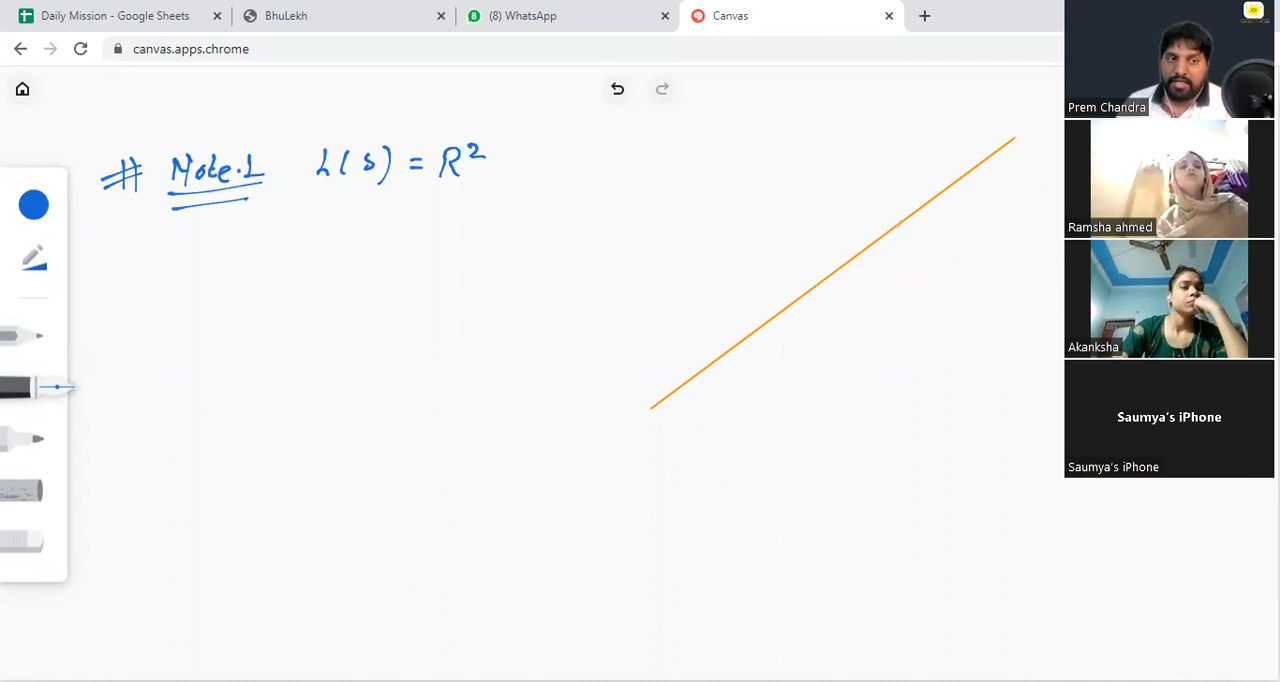 Daily Mission - Google Sheets
BhuLekh
(8) WhatsApp
Canvas
canvas.apps.chrome
# Note.1 L(s) = R²
Prem Chandra
Ramsha ahmed
Akanksha
Saumya's iPhone
Saumya's iPhone